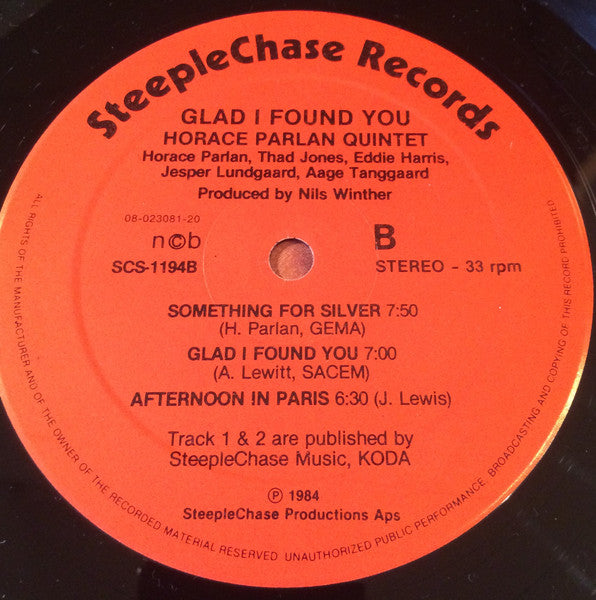 SteepleChase Records
GLAD I FOUND YOU
HORACE PARLAN QUINTET
Horace Parlan, Thad Jones, Eddie Harris,
Jesper Lundgaard, Aage Tanggaard
Produced by Nils Winther
08-023081-20
n©b
B
SCS-1194B
STEREO - 33 rpm
SOMETHING FOR SILVER 7:50
(H. Parlan, GEMA)
GLAD I FOUND YOU 7:00
(A. Lewitt, SACEM)
AFTERNOON IN PARIS 6:30 (J. Lewis)
Track 1 & 2 are published by
SteepleChase Music, KODA
℗ 1984
SteepleChase Productions Aps
ALL RIGHTS OF THE MANUFACTURER AND OF THE OWNER OF THE RECORDED MATERIAL RESERVED UNAUTHORIZED PUBLIC PERFORMANCE, BROADCASTING AND COPYING OF THIS RECORD PROHIBITED